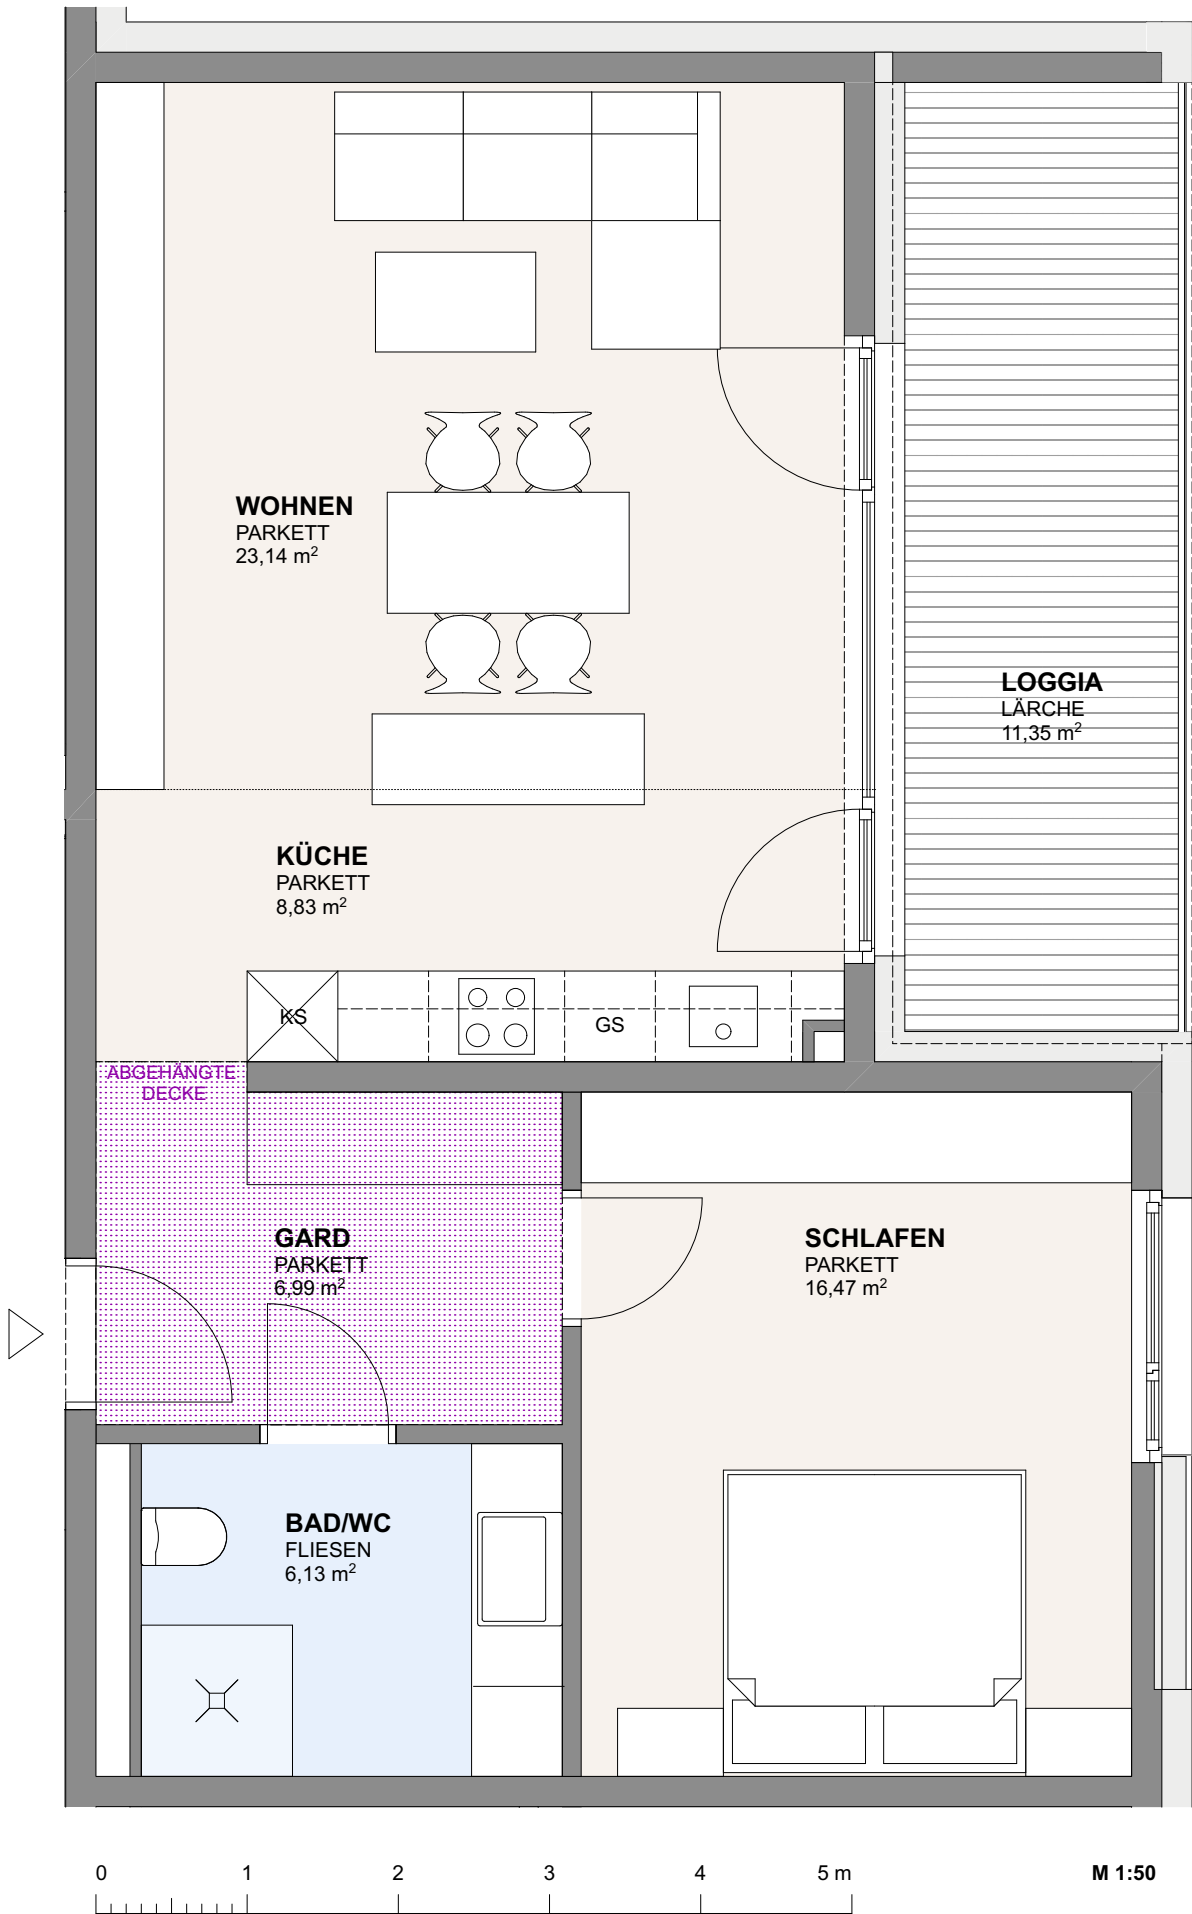 WOHNEN
PARKETT
23,14 m²
LOGGIA
LÄRCHE
11,35 m²
KÜCHE
PARKETT
8,83 m²
KS
GS
ABGEHÄNGTE
DECKE
GARD
PARKETT
6,99 m²
SCHLAFEN
PARKETT
16,47 m²
BAD/WC
FLIESEN
6,13 m²
0 1 2 3 4 5 m
M 1:50